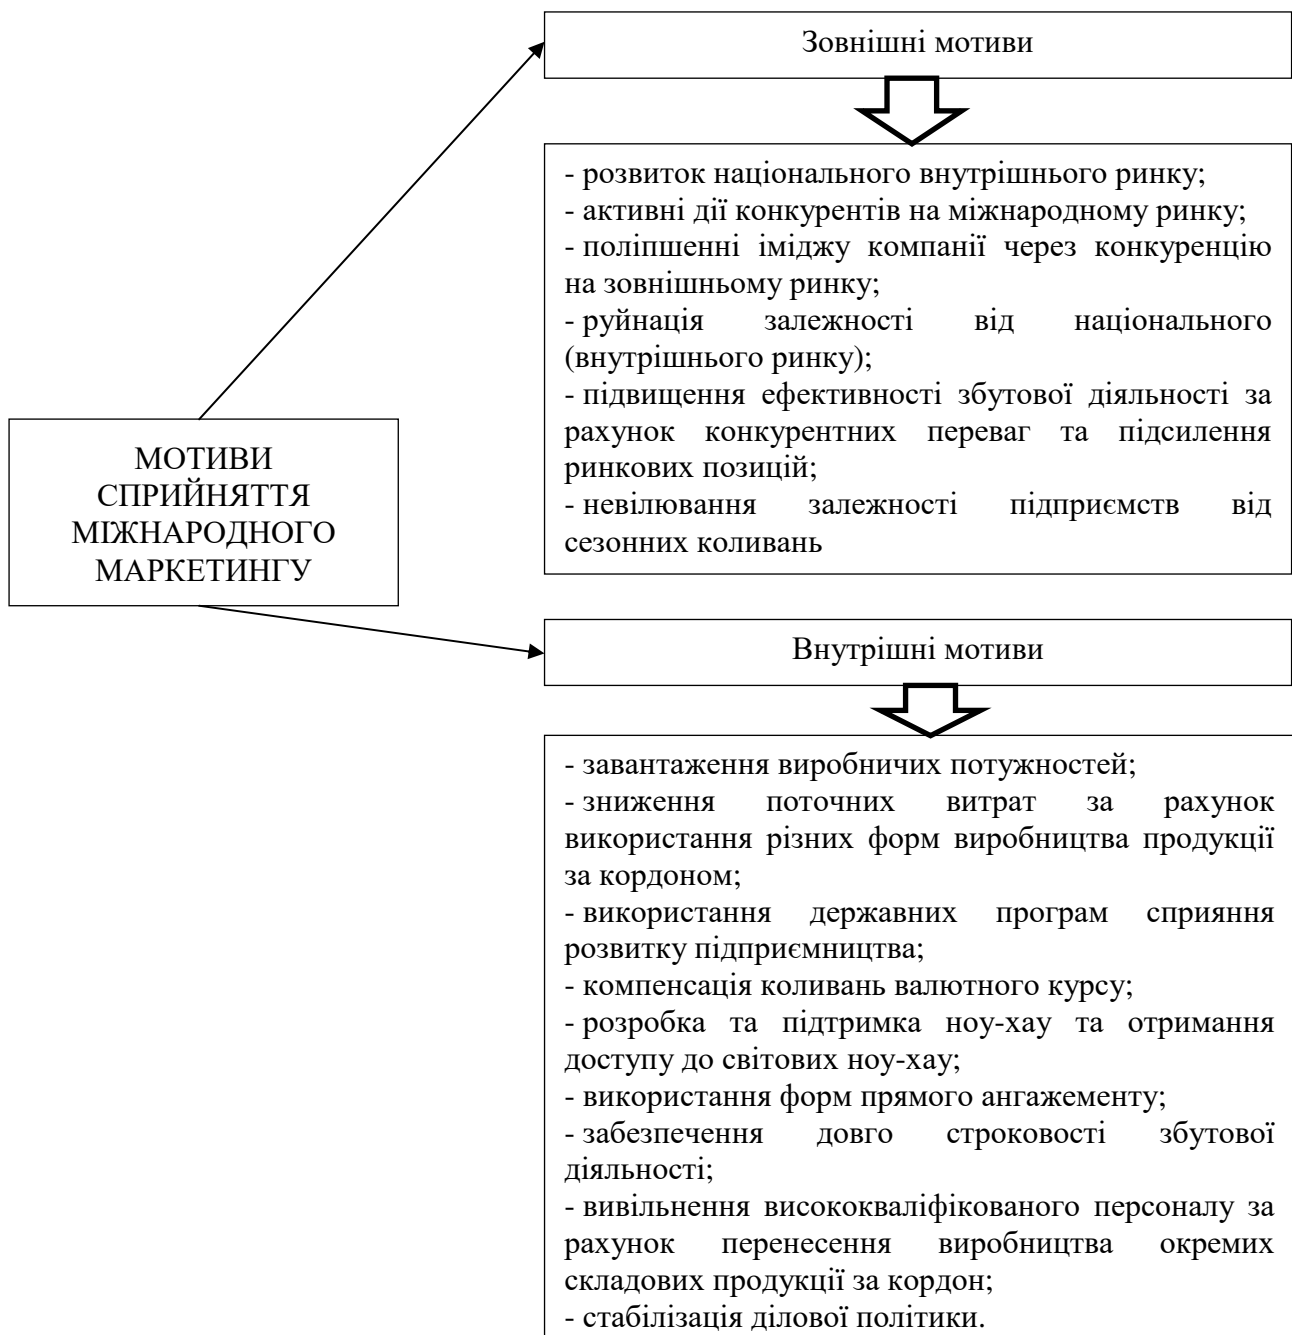 Зовнішні мотиви
- розвиток національного внутрішнього ринку;
- активні дії конкурентів на міжнародному ринку;
- поліпшенні іміджу компанії через конкуренцію
на зовнішньому ринку;
- руйнація залежності від національного
(внутрішнього ринку);
- підвищення ефективності збутової діяльності за
рахунок конкурентних переваг та підсилення
ринкових позицій;
- невілювання залежності підприємств від
сезонних коливань
МОТИВИ
СПРИЙНЯТТЯ
МІЖНАРОДНОГО
МАРКЕТИНГУ
Внутрішні мотиви
- завантаження виробничих потужностей;
- зниження поточних витрат за рахунок
використання різних форм виробництва продукції
за кордоном;
- використання державних програм сприяння
розвитку підприємництва;
- компенсація коливань валютного курсу;
- розробка та підтримка ноу-хау та отримання
доступу до світових ноу-хау;
- використання форм прямого ангажементу;
- забезпечення довго строковості збутової
діяльності;
- вивільнення висококваліфікованого персоналу за
рахунок перенесення виробництва окремих
складових продукції за кордон;
- стабілізація ділової політики.